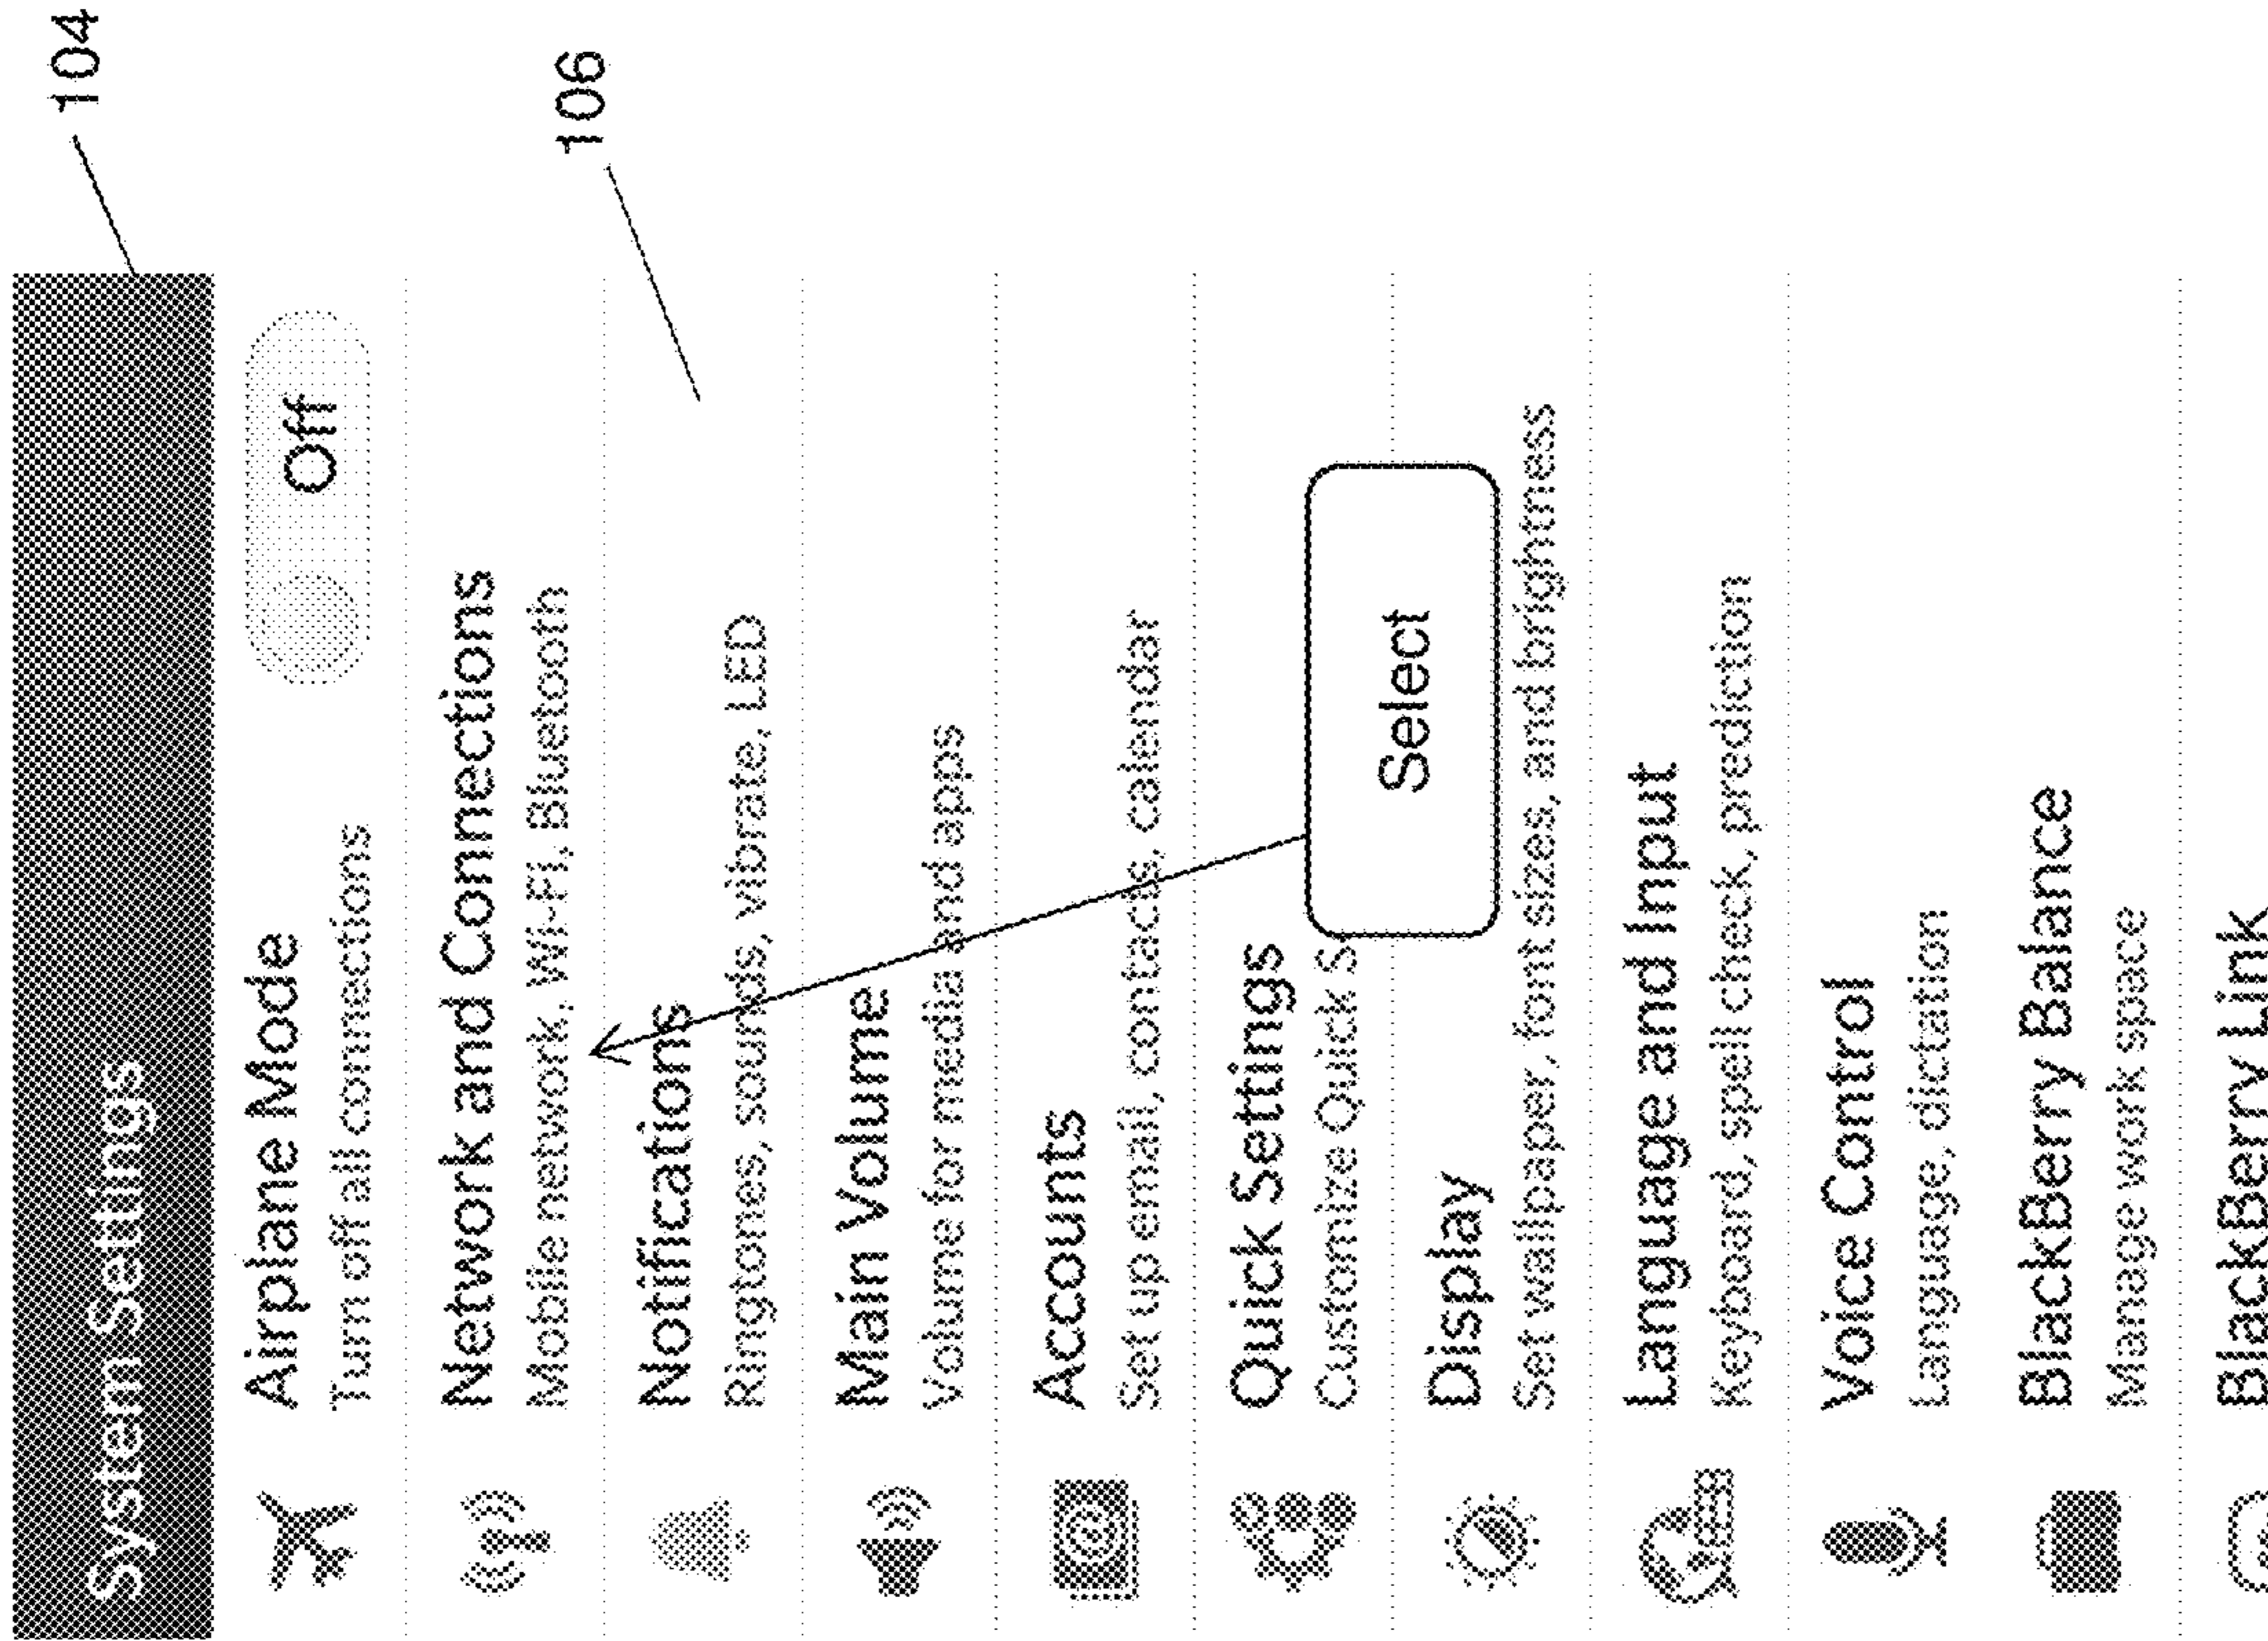 104
System Settings
Airplane Mode
Turn off all connections
Off
106
Network and Connections
Mobile network, Wi-Fi, Bluetooth
Notifications
Ringtones, sounds, vibrate, LED
Main Volume
Volume for media and apps
Accounts
Set up email, contacts, calendar
Quick Settings
Customize Quick S
Select
Display
Set wallpaper, font sizes, and brightness
Language and Input
Keyboard, spell check, prediction
Voice Control
Language, dictation
BlackBerry Balance
Manage work space
BlackBerry Link